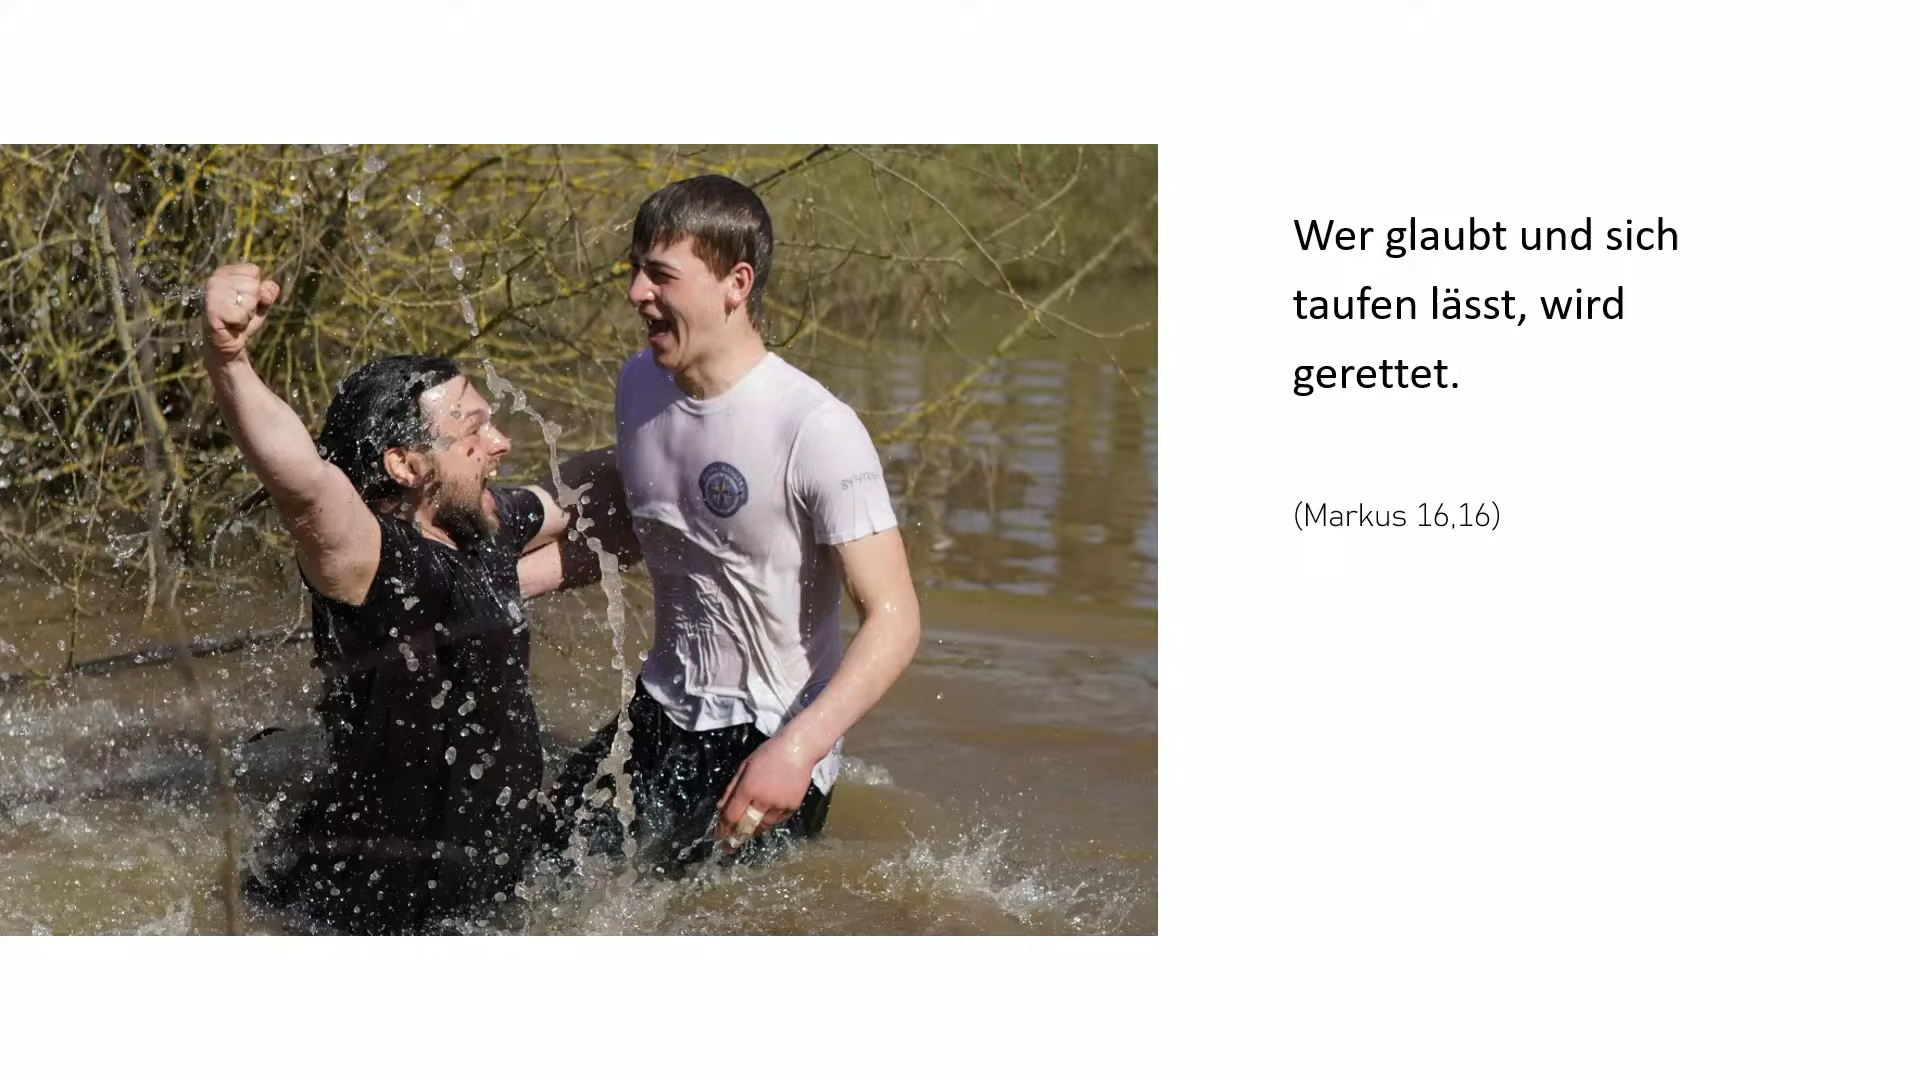 Wer glaubt und sich
taufen lässt, wird
gerettet.
(Markus 16,16)